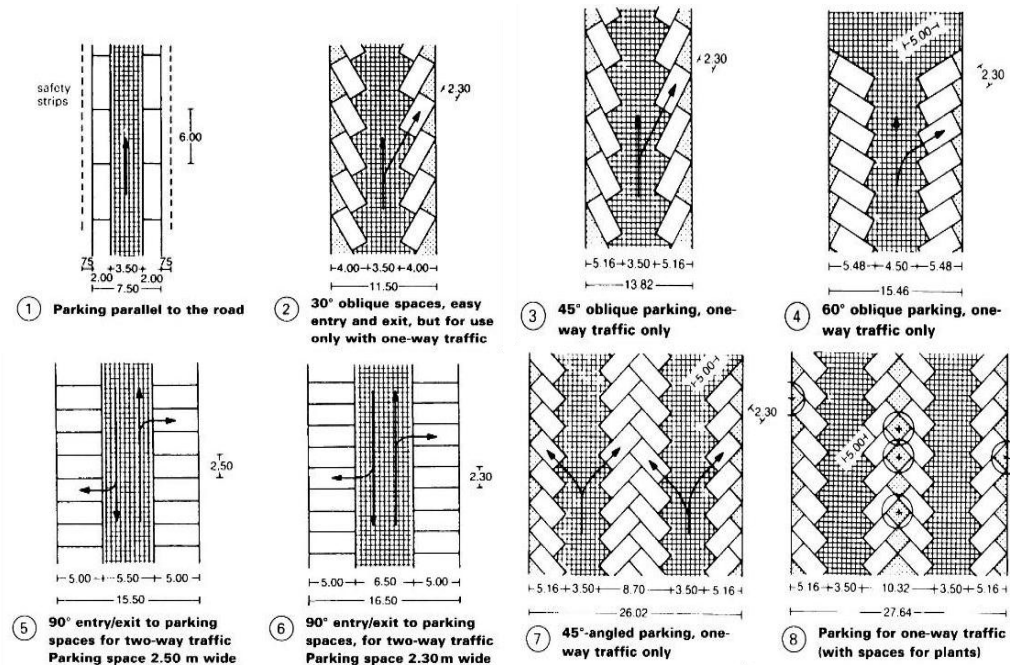 safety
strips
6.00
75
3.50
75
2.00
2.00
7.50
1 Parking parallel to the road
2.30
4.00 3.50 4.00
11.50
2 30° oblique spaces, easy
entry and exit, but for use
only with one-way traffic
2.30
5.16 3.50 5.16
13.82
3 45° oblique parking, one-
way traffic only
5.00
2.30
5.48 4.50 5.48
15.46
4 60° oblique parking, one-
way traffic only
2.50
5.00 5.50 5.00
15.50
5 90° entry/exit to parking
spaces for two-way traffic
Parking space 2.50 m wide
2.30
5.00 6.50 5.00
16.50
6 90° entry/exit to parking
spaces, for two-way traffic
Parking space 2.30 m wide
5.00
2.30
5.16 3.50 8.70 3.50 5.16
26.02
7 45°-angled parking, one-
way traffic only
5.00
5.16 3.50 10.32 3.50 5.16
27.64
8 Parking for one-way traffic
(with spaces for plants)